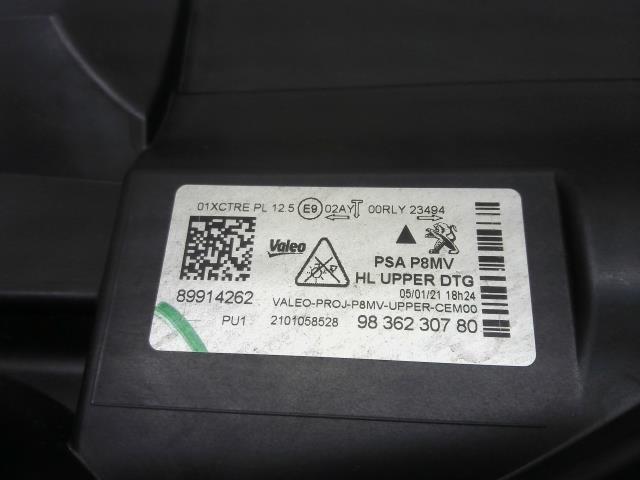 01XCTRE PL 12.5 E9 02AY 00RLY 23494
Valeo
PSA P8MV
HL UPPER DTG
05/01/21 18h24
89914262
VALEO-PROJ-P8MV-UPPER-CEM00
PU1 2101058528 98 362 307 80